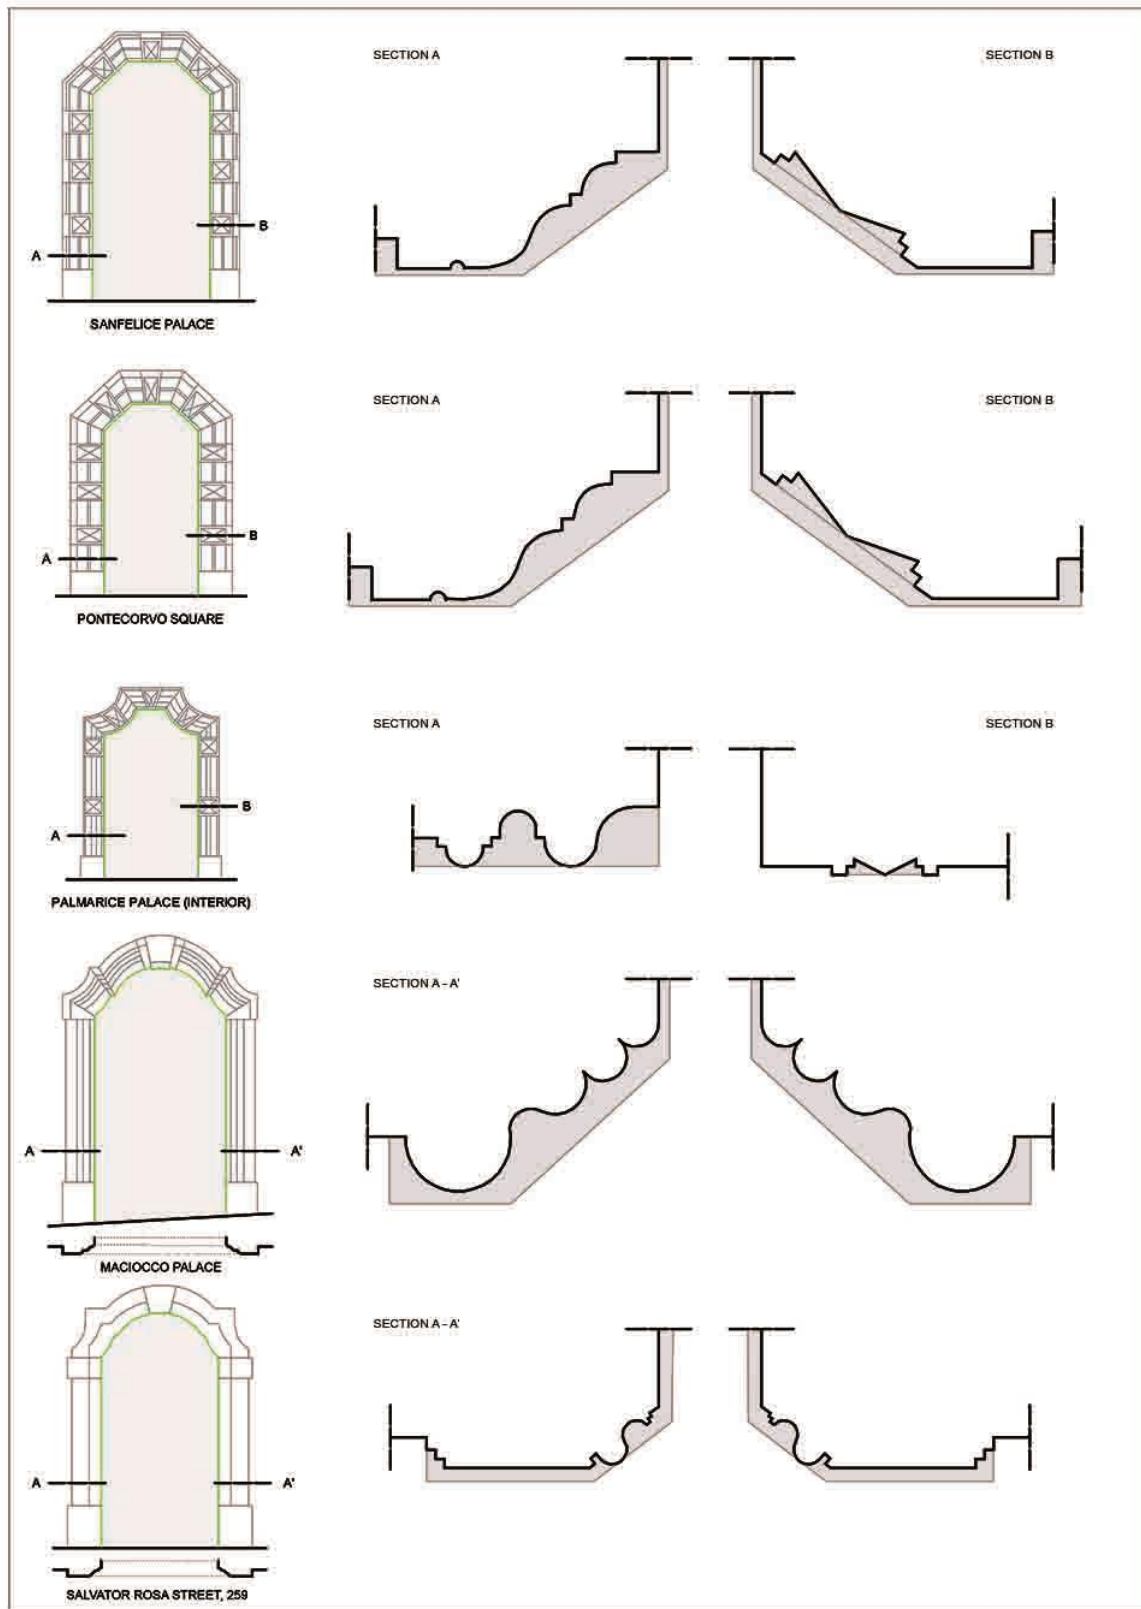 SECTION A
SECTION B
B
A
SANFELICE PALACE
SECTION A
SECTION B
B
A
PONTECORVO SQUARE
SECTION A
SECTION B
B
A
PALMARICE PALACE (INTERIOR)
SECTION A - A'
A
A'
MACIOCCO PALACE
SECTION A - A'
A
A'
SALVATOR ROSA STREET, 259